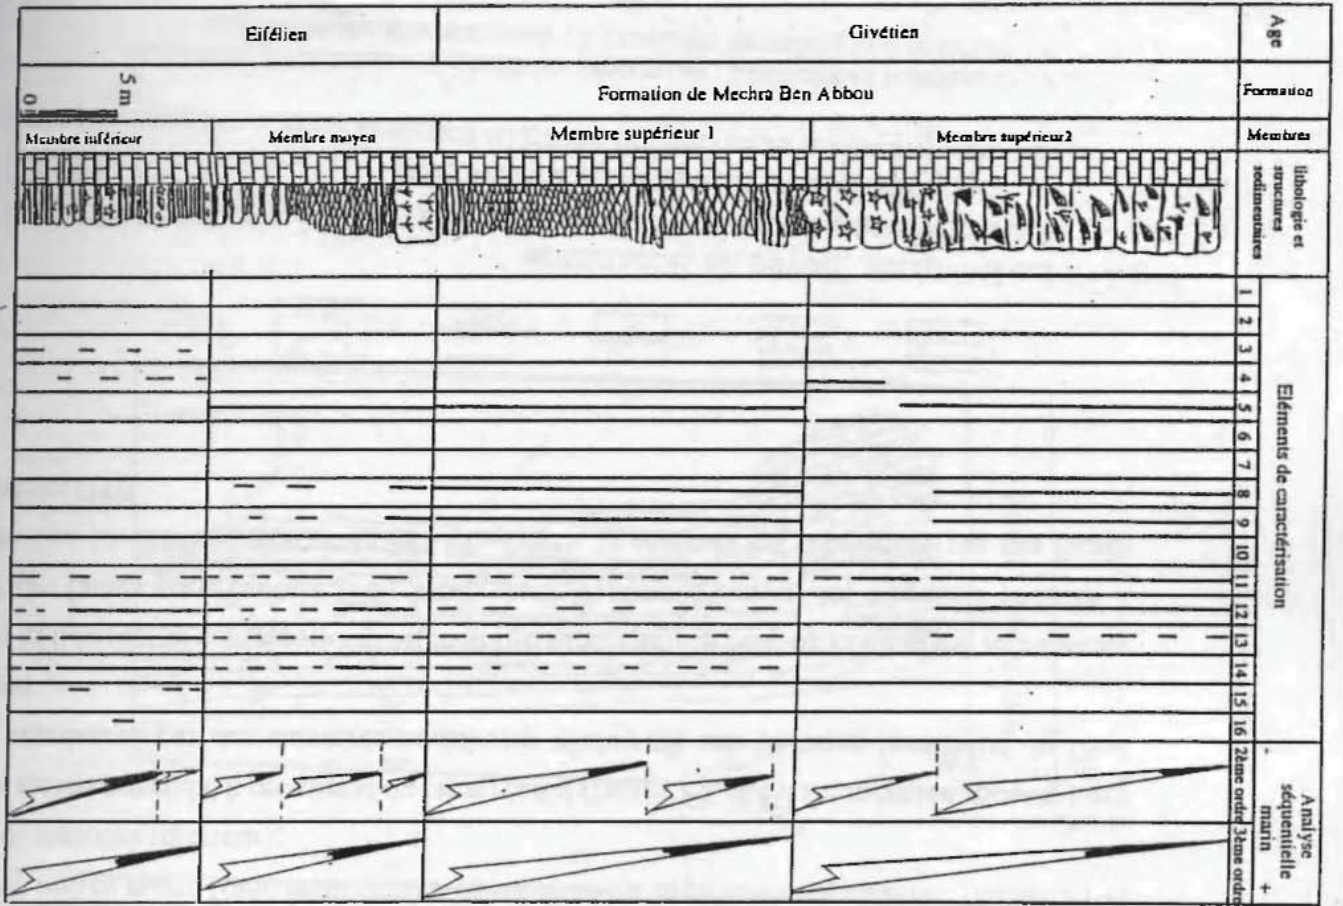 Eifélien
Givétien
Age
0
5 m
Formation de Mechra Ben Abbou
Formation
Membre inférieur
Membre moyen
Membre supérieur 1
Membre supérieur2
Membres
lithologie et
structures
sedimentaires
1
2
3
4
5
6
7
8
9
10
11
12
13
14
15
16
Eléments de caractérisation
2ème ordre
3ème ordre
Analyse
séquentielle
marin +